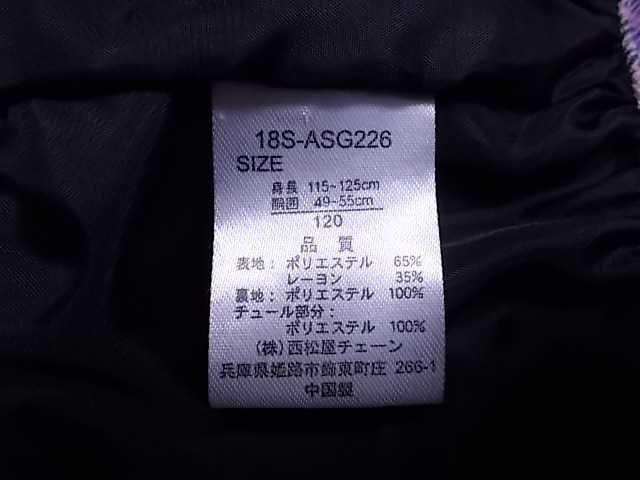 18S-ASG226
SIZE
身長 115~125cm
胴囲 49~55cm
120
品質
表地: ポリエステル 65%
レーヨン 35%
裏地: ポリエステル 100%
チュール部分:
ポリエステル 100%
(株)西松屋チェーン
兵庫県姫路市飾東町庄 266-1
中国製